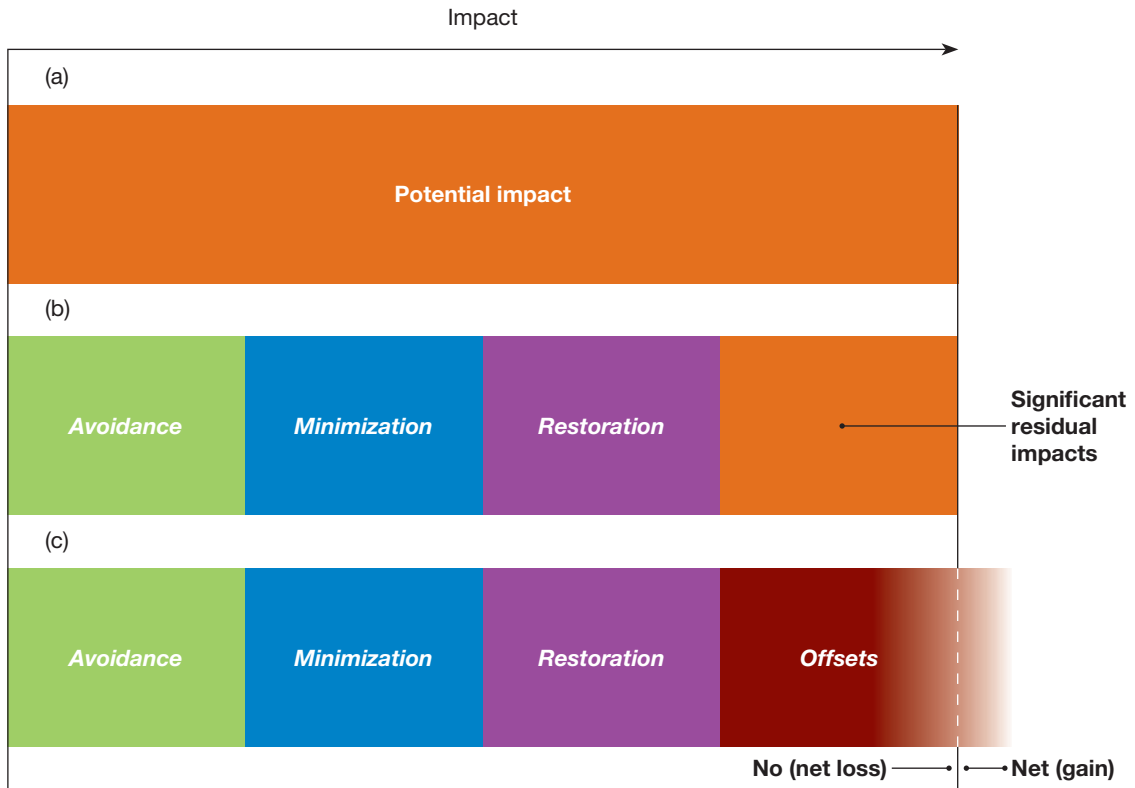 Impact
(a)
Potential impact
(b)
Avoidance
Minimization
Restoration
Significant
residual
impacts
(c)
Avoidance
Minimization
Restoration
Offsets
No (net loss)
Net (gain)